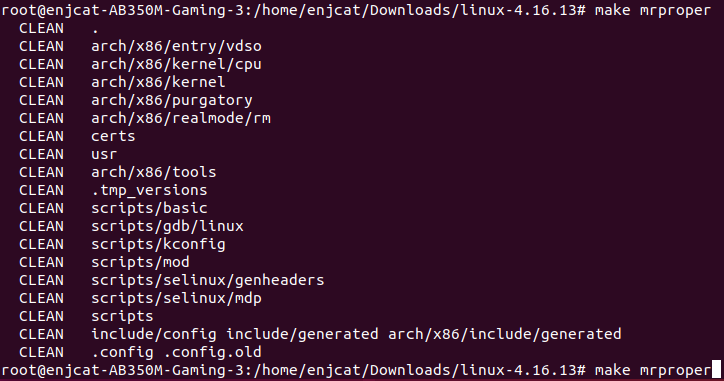 root@enjcat-AB350M-Gaming-3:/home/enjcat/Downloads/linux-4.16.13# make mrproper
  CLEAN   .
  CLEAN   arch/x86/entry/vdso
  CLEAN   arch/x86/kernel/cpu
  CLEAN   arch/x86/kernel
  CLEAN   arch/x86/purgatory
  CLEAN   arch/x86/realmode/rm
  CLEAN   certs
  CLEAN   usr
  CLEAN   arch/x86/tools
  CLEAN   .tmp_versions
  CLEAN   scripts/basic
  CLEAN   scripts/gdb/linux
  CLEAN   scripts/kconfig
  CLEAN   scripts/mod
  CLEAN   scripts/selinux/genheaders
  CLEAN   scripts/selinux/mdp
  CLEAN   scripts
  CLEAN   include/config include/generated arch/x86/include/generated
  CLEAN   .config .config.old
root@enjcat-AB350M-Gaming-3:/home/enjcat/Downloads/linux-4.16.13# make mrproper